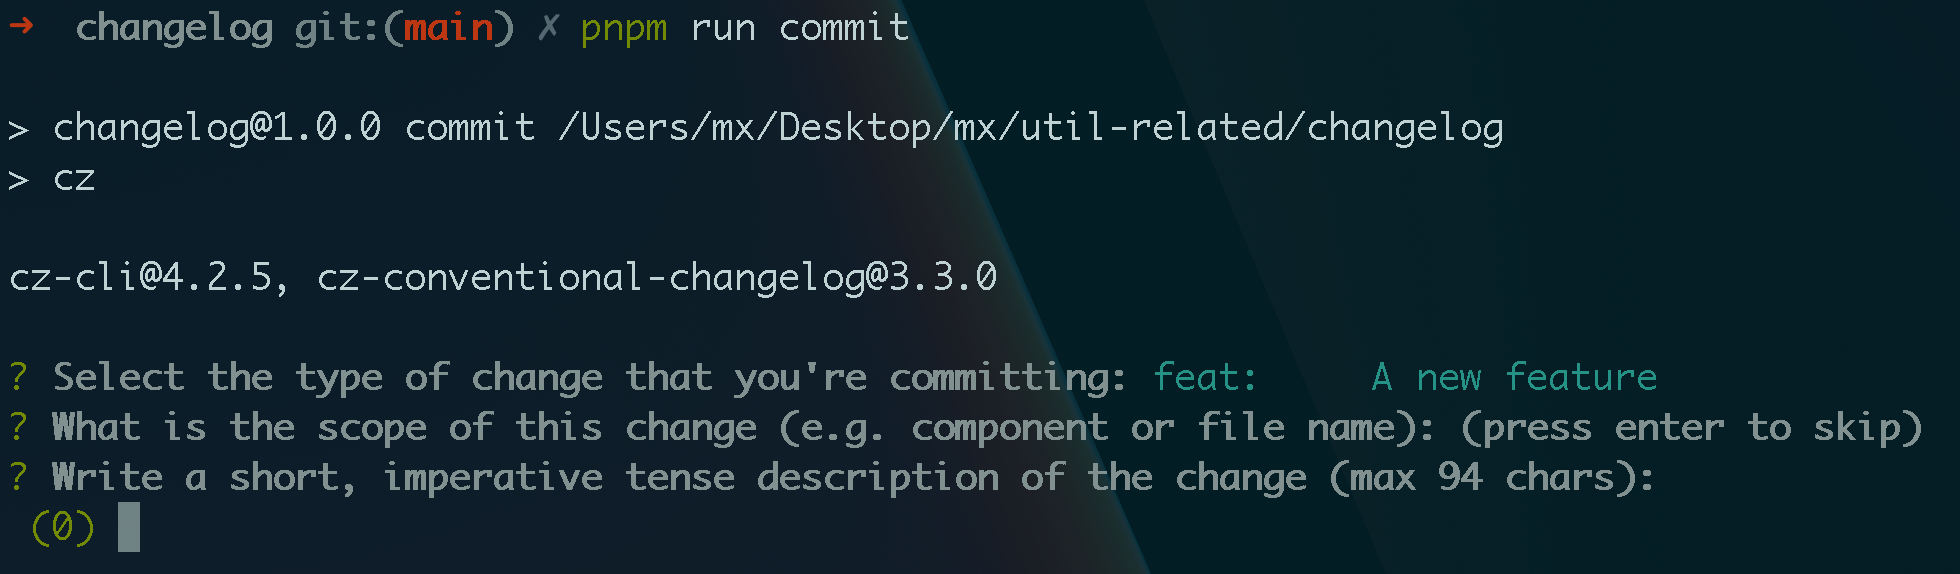 ➜  changelog git:(main) ✗ pnpm run commit
> changelog@1.0.0 commit /Users/mx/Desktop/mx/util-related/changelog
> cz
cz-cli@4.2.5, cz-conventional-changelog@3.3.0
? Select the type of change that you're committing: feat:     A new feature
? What is the scope of this change (e.g. component or file name): (press enter to skip)
? Write a short, imperative tense description of the change (max 94 chars):
(0)